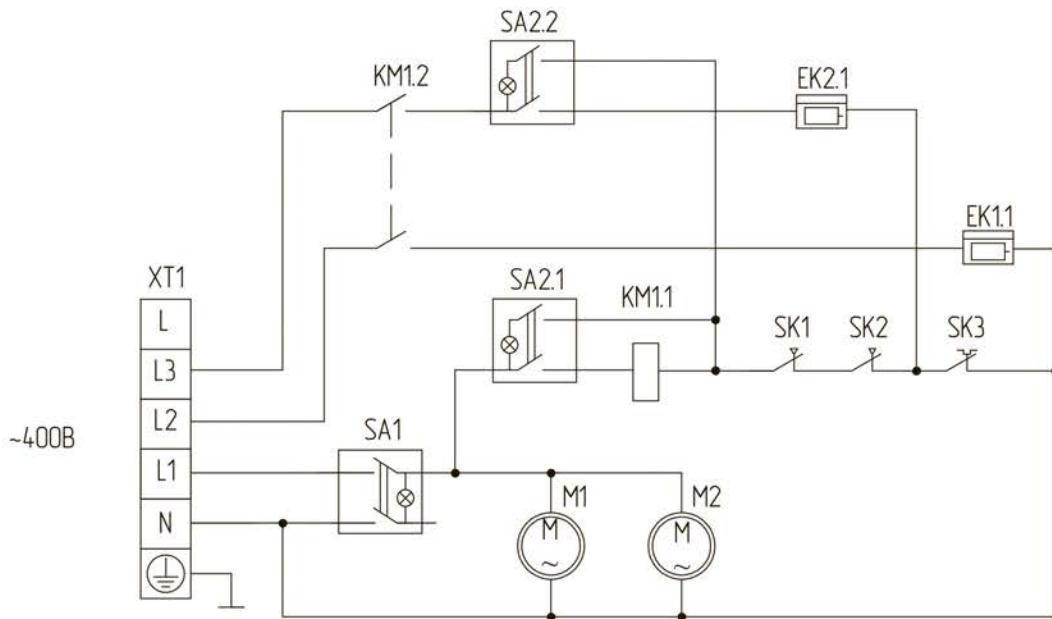 SA2.2
KM1.2
EK2.1
EK1.1
XT1
SA2.1
KM1.1
L
SK1
SK2
SK3
L3
L2
~400В
SA1
L1
M1
M2
N
M
~
M
~